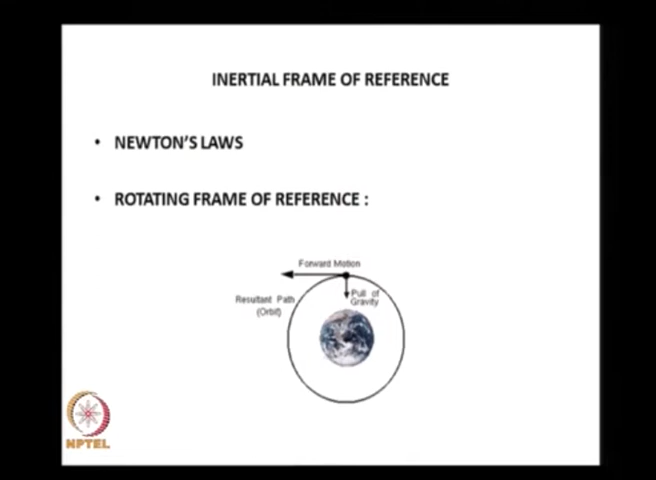 INERTIAL FRAME OF REFERENCE
• NEWTON'S LAWS
• ROTATING FRAME OF REFERENCE :
Forward Motion
Resultant Path
(Orbit)
Pull of
Gravity
NPTEL